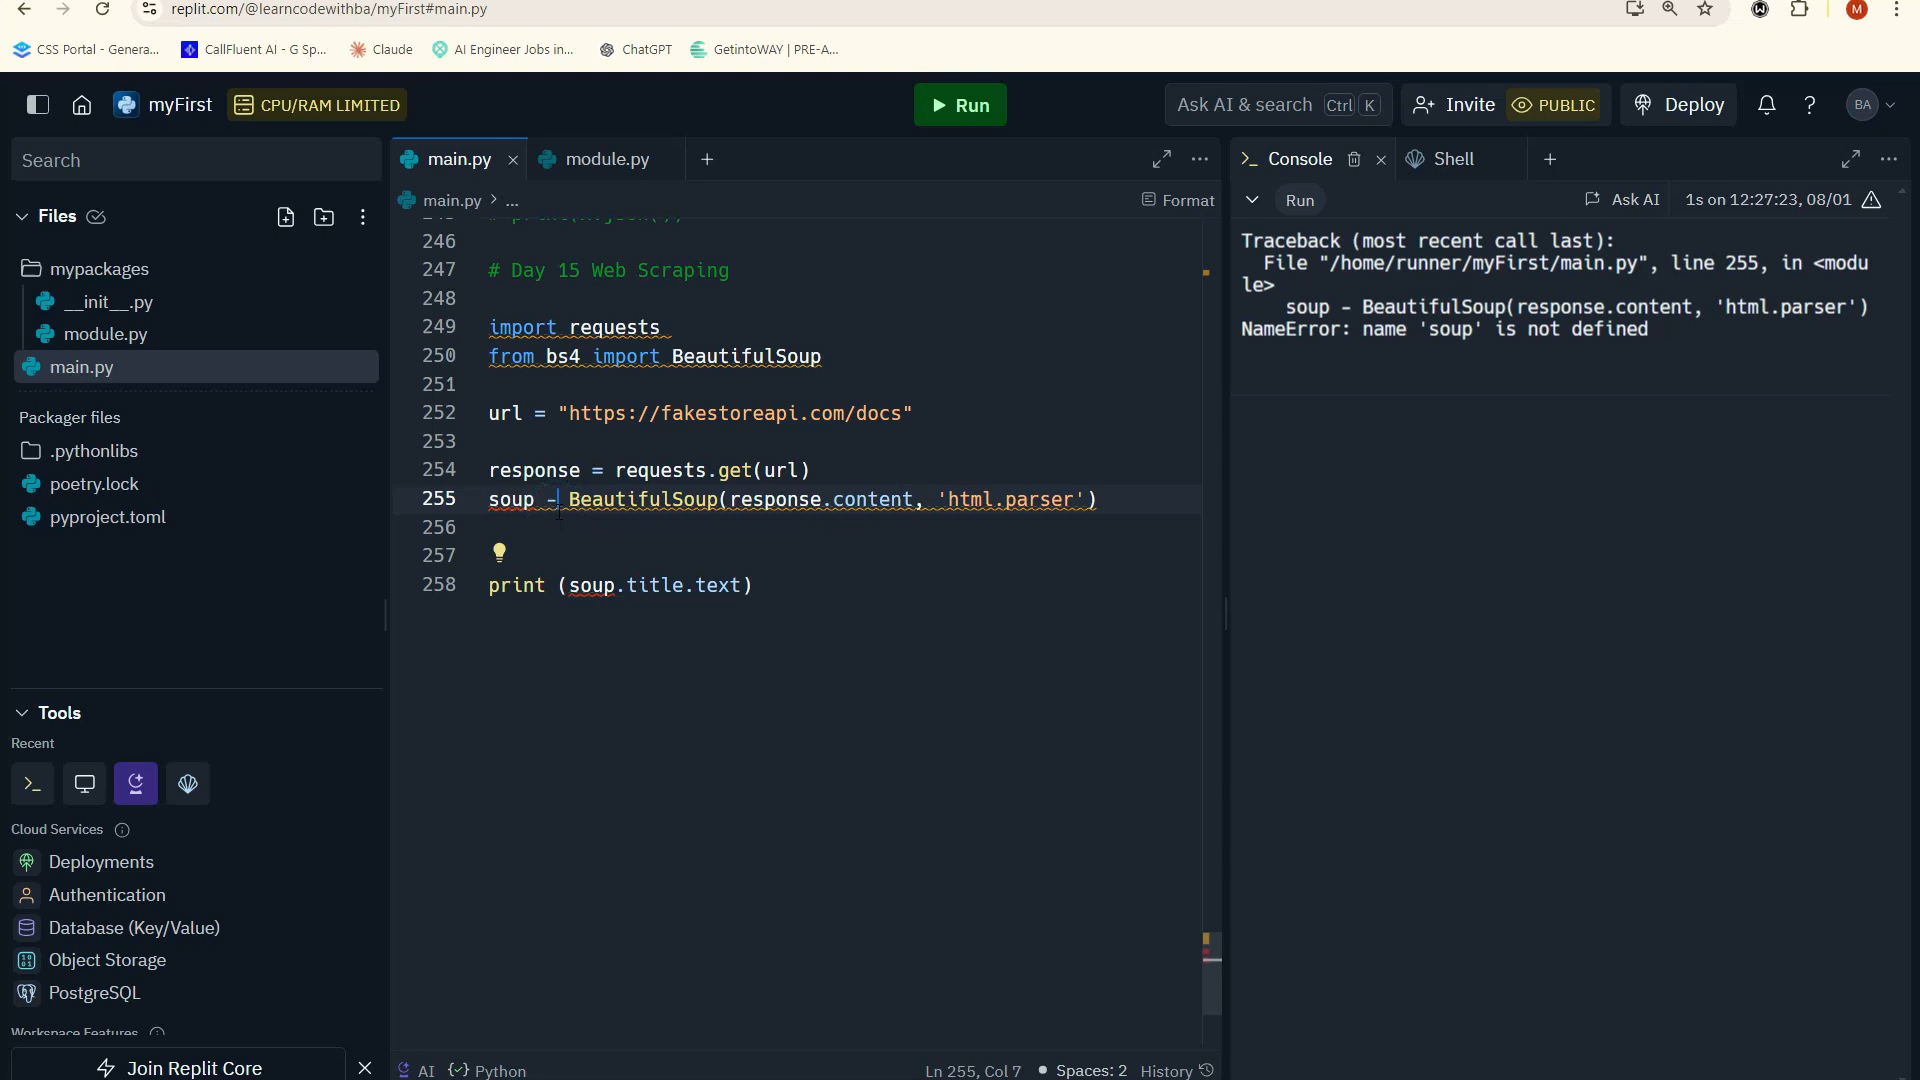 replit.com/@learncodewithba/myFirst#main.py
M
CSS Portal - Genera...
CallFluent AI - G Sp...
Claude
AI Engineer Jobs in...
ChatGPT
GetintoWAY | PRE-A...
myFirst
CPU/RAM LIMITED
Run
Ask AI & search Ctrl K
Invite
PUBLIC
Deploy
BA
Search
Files
mypackages
__init__.py
module.py
main.py
Packager files
.pythonlibs
poetry.lock
pyproject.toml
Tools
Recent
Cloud Services
Deployments
Authentication
Database (Key/Value)
Object Storage
PostgreSQL
Workspace Features
Join Replit Core
main.py
module.py
main.py > ...
Format
246
247 # Day 15 Web Scraping
248
249 import requests
250 from bs4 import BeautifulSoup
251
252 url = "https://fakestoreapi.com/docs"
253
254 response = requests.get(url)
255 soup - BeautifulSoup(response.content, 'html.parser')
256
257
258 print (soup.title.text)
AI
Python
Ln 255, Col 7
Spaces: 2
History
Console
Shell
Run
Ask AI
1s on 12:27:23, 08/01
Traceback (most recent call last):
File "/home/runner/myFirst/main.py", line 255, in <modu
le>
soup - BeautifulSoup(response.content, 'html.parser')
NameError: name 'soup' is not defined